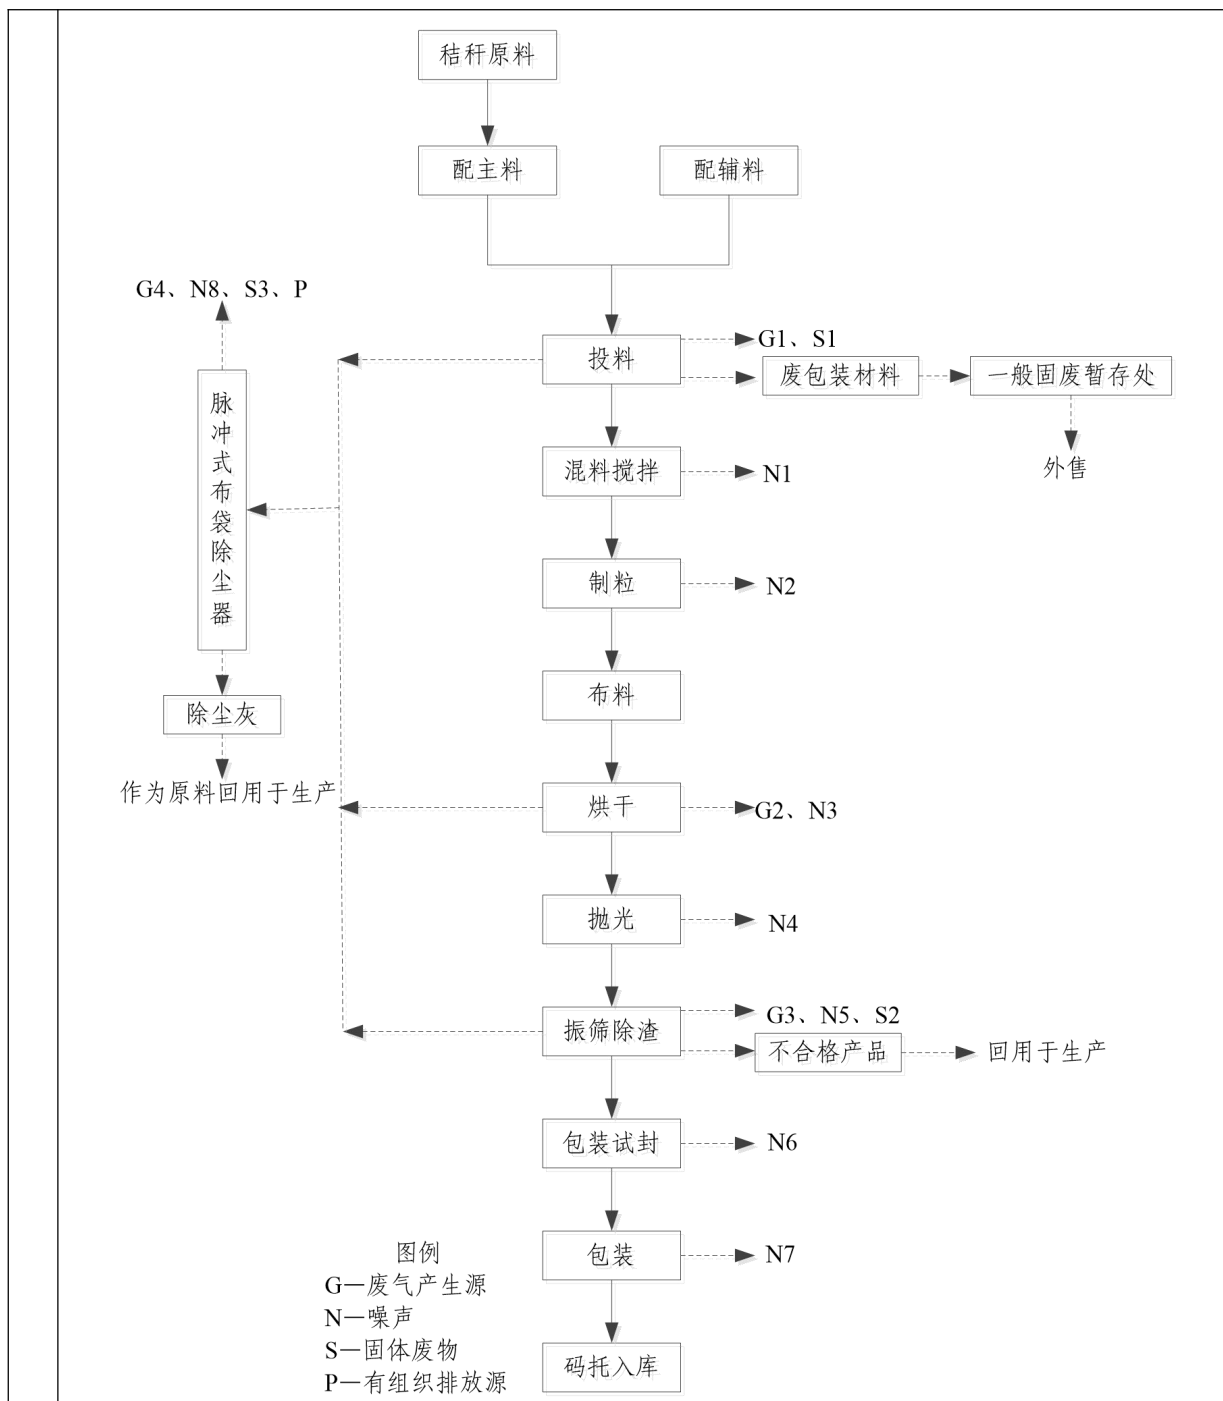 秸秆原料
配主料
配辅料
G4、N8、S3、P
投料
G1、S1
废包装材料
一般固废暂存处
外售
脉冲式布袋除尘器
混料搅拌
N1
制粒
N2
布料
除尘灰
作为原料回用于生产
烘干
G2、N3
抛光
N4
振筛除渣
G3、N5、S2
不合格产品
回用于生产
包装试封
N6
包装
N7
码托入库
图例
G—废气产生源
N—噪声
S—固体废物
P—有组织排放源